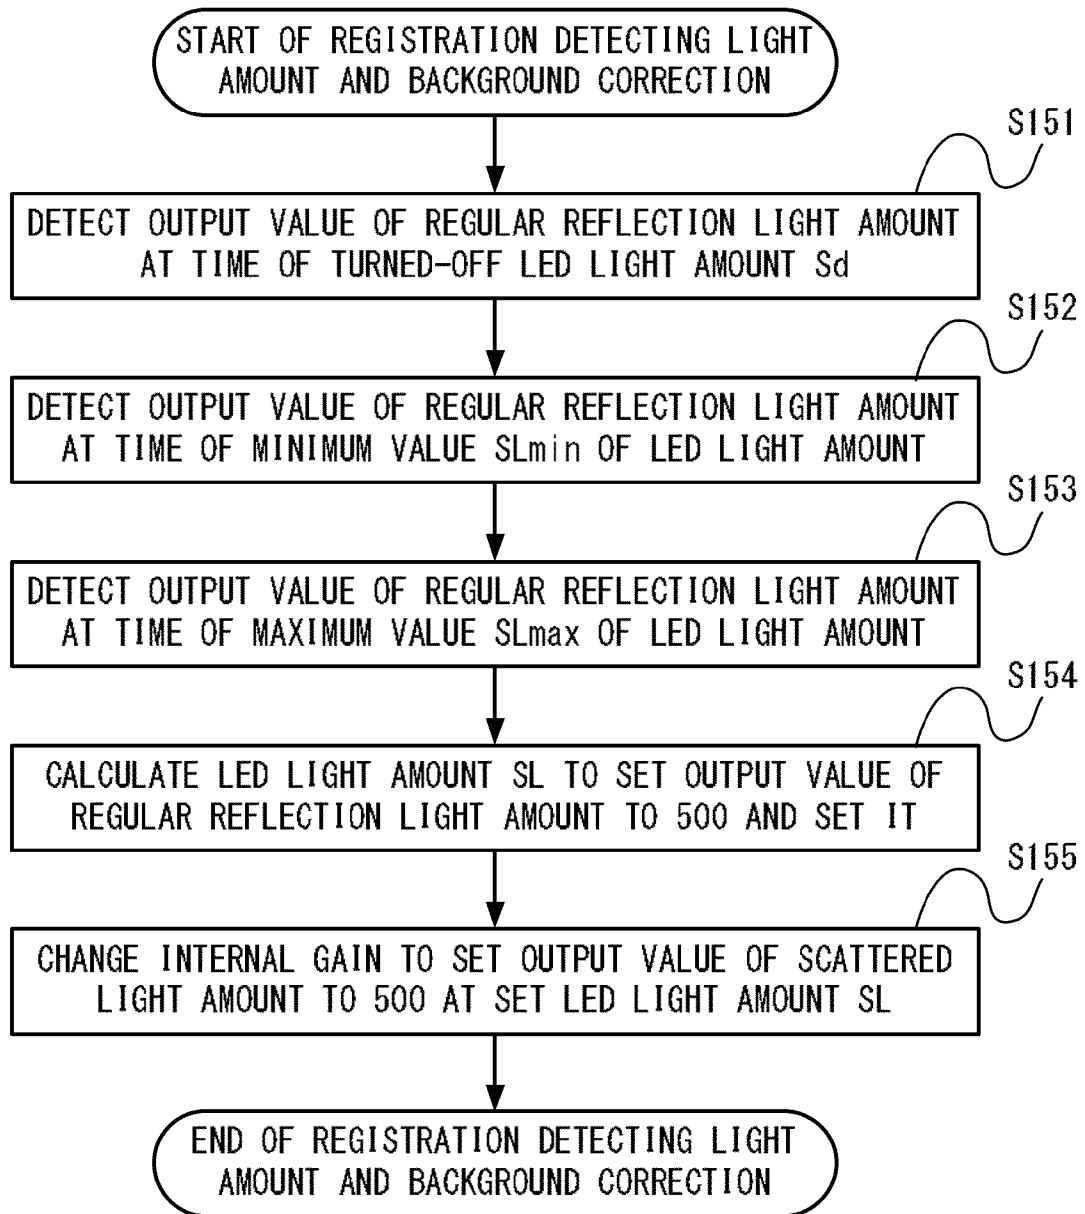 START OF REGISTRATION DETECTING LIGHT
AMOUNT AND BACKGROUND CORRECTION
S151
DETECT OUTPUT VALUE OF REGULAR REFLECTION LIGHT AMOUNT
AT TIME OF TURNED-OFF LED LIGHT AMOUNT Sd
S152
DETECT OUTPUT VALUE OF REGULAR REFLECTION LIGHT AMOUNT
AT TIME OF MINIMUM VALUE SLmin OF LED LIGHT AMOUNT
S153
DETECT OUTPUT VALUE OF REGULAR REFLECTION LIGHT AMOUNT
AT TIME OF MAXIMUM VALUE SLmax OF LED LIGHT AMOUNT
S154
CALCULATE LED LIGHT AMOUNT SL TO SET OUTPUT VALUE OF
REGULAR REFLECTION LIGHT AMOUNT TO 500 AND SET IT
S155
CHANGE INTERNAL GAIN TO SET OUTPUT VALUE OF SCATTERED
LIGHT AMOUNT TO 500 AT SET LED LIGHT AMOUNT SL
END OF REGISTRATION DETECTING LIGHT
AMOUNT AND BACKGROUND CORRECTION